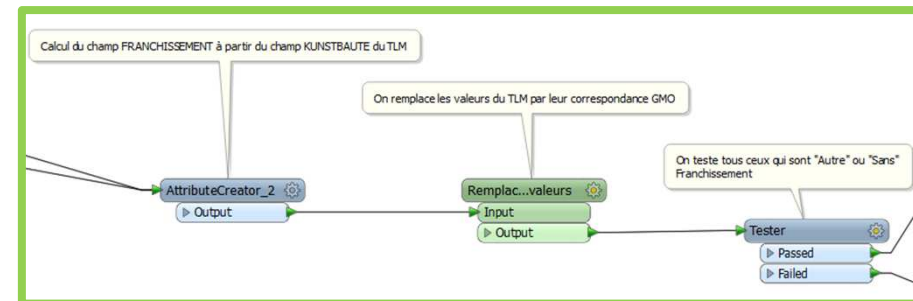 Calcul du champ FRANCHISSEMENT à partir du champ KUNSTBAUTE du TLM
On remplace les valeurs du TLM par leur correspondance GMO
On teste tous ceux qui sont "Autre" ou "Sans"
Franchissement
AttributeCreator_2
Output
Remplac...valeurs
Input
Output
Tester
Passed
Failed